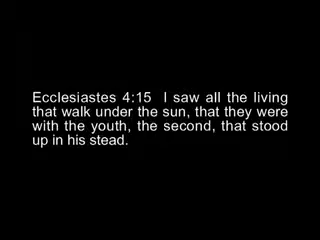 Ecclesiastes 4:15  I saw all the living
that walk under the sun, that they were
with the youth, the second, that stood
up in his stead.